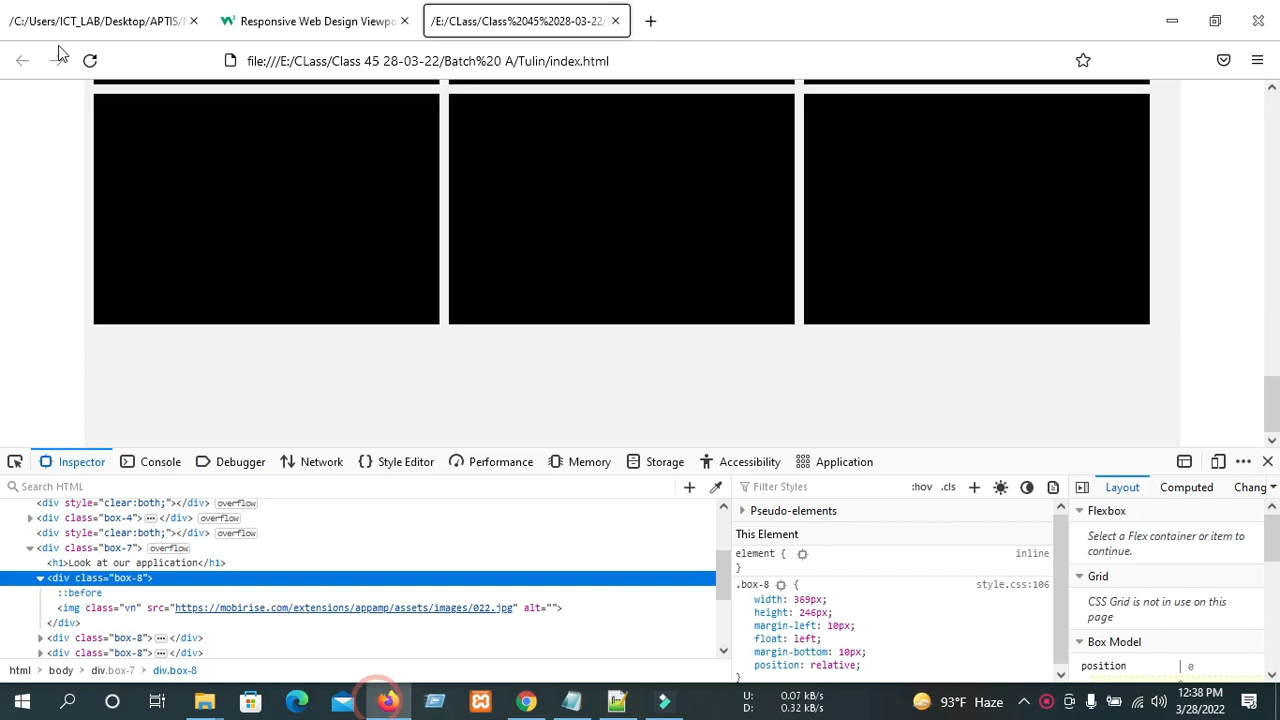 /C:/Users/ICT_LAB/Desktop/APTIS/
Responsive Web Design Viewpo
/E:/CLass/Class%2045%2028-03-22/
file:///E:/CLass/Class 45 28-03-22/Batch%20 A/Tulin/index.html
Inspector
Console
Debugger
Network
Style Editor
Performance
Memory
Storage
Accessibility
Application
Search HTML
Filter Styles
:hov .cls
Layout
Computed
Chang
<div style="clear:both;"></div> overflow
<div class="box-4"> </div> overflow
<div style="clear:both;"></div> overflow
<div class="box-7"> overflow
<h1>Look at our application</h1>
<div class="box-8">
::before
<img class="vn" src="https://mobirise.com/extensions/appamp/assets/images/022.jpg" alt="">
</div>
<div class="box-8"> </div>
<div class="box-8"> </div>
html
body
div.box-7
div.box-8
Pseudo-elements
This Element
element { inline
}
.box-8 { style.css:106
width: 369px;
height: 246px;
margin-left: 10px;
float: left;
margin-bottom: 10px;
position: relative;
}
Flexbox
Select a Flex container or item to
continue.
Grid
CSS Grid is not in use on this
page
Box Model
position 0
U: 0.07 kB/s
D: 0.32 kB/s
93°F Haze
12:38 PM
3/28/2022